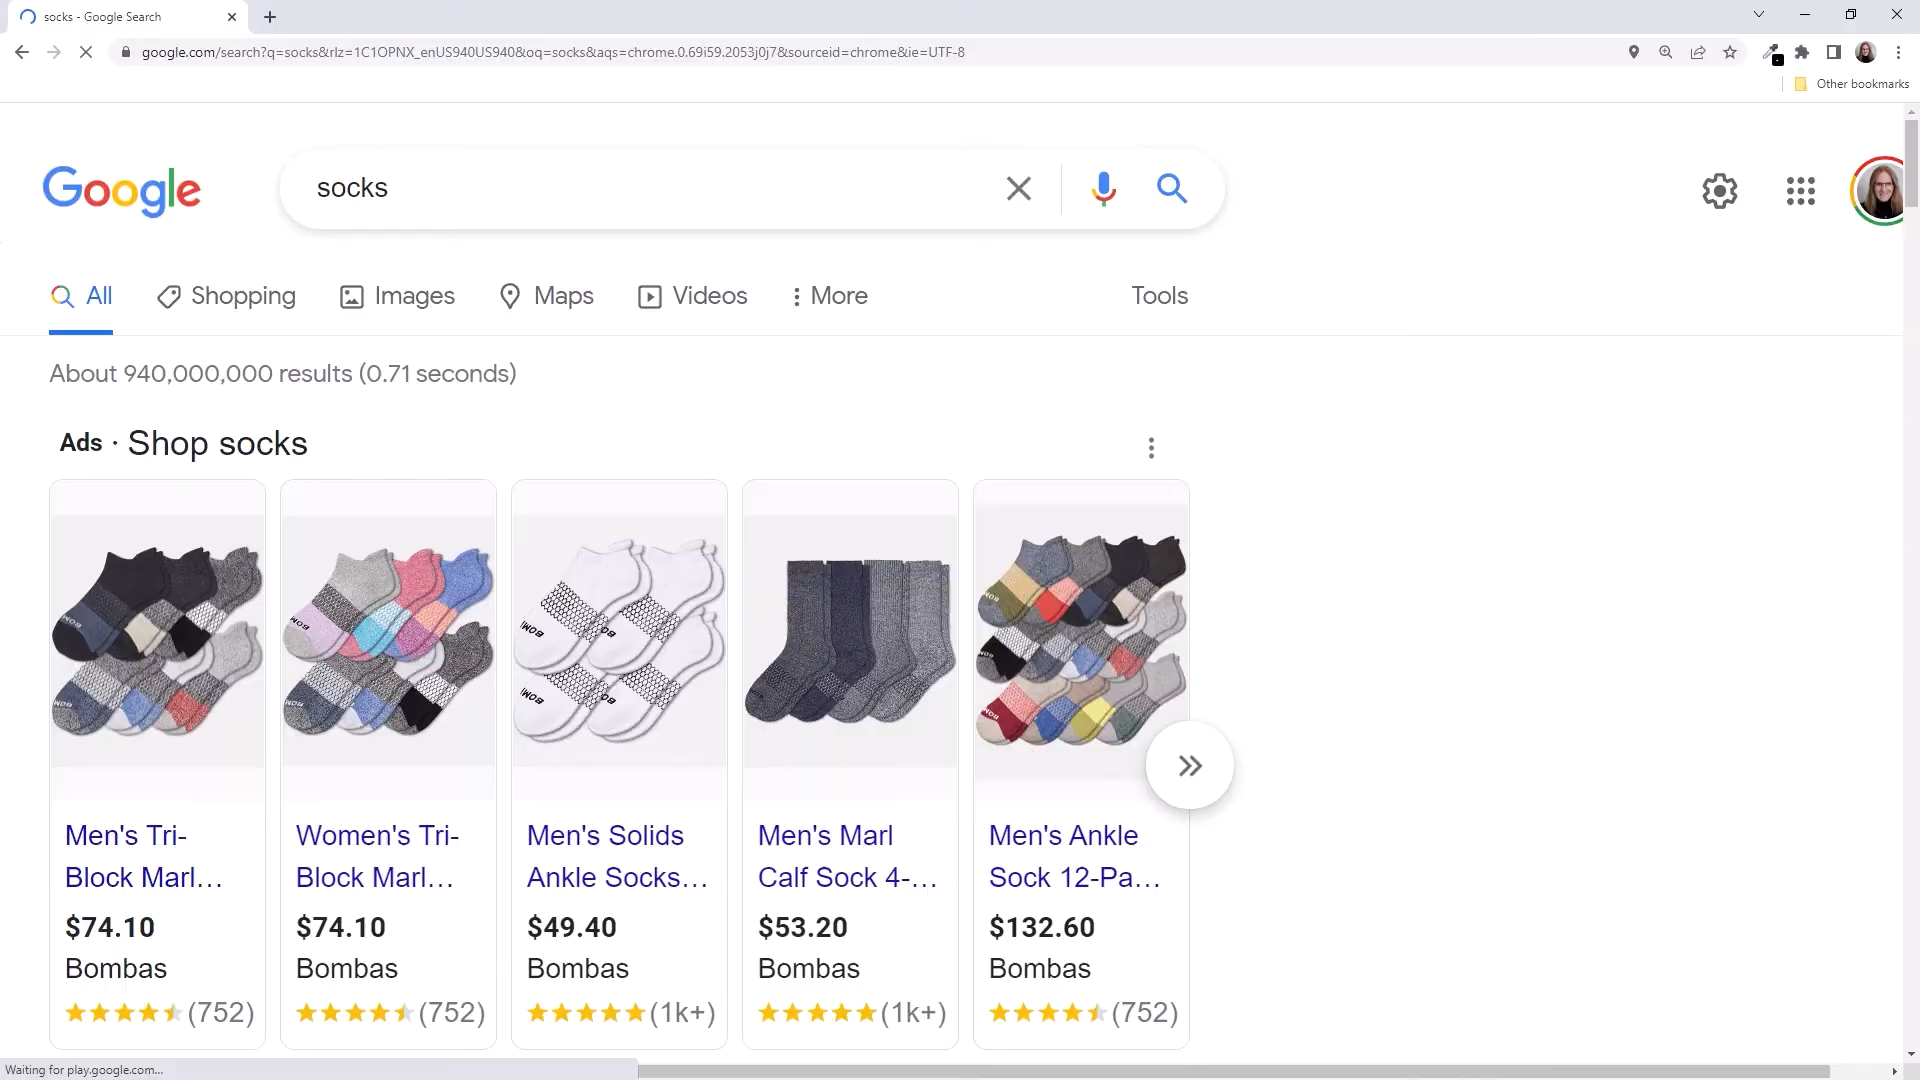 socks - Google Search
google.com/search?q=socks&rlz=1C1OPNX_enUS940US940&oq=socks&aqs=chrome.0.69i59.2053j0j7&sourceid=chrome&ie=UTF-8
Other bookmarks
Google
socks
All
Shopping
Images
Maps
Videos
More
Tools
About 940,000,000 results (0.71 seconds)
Ads · Shop socks
Men's Tri-
Block Marl...
$74.10
Bombas
(752)
Women's Tri-
Block Marl...
$74.10
Bombas
(752)
Men's Solids
Ankle Socks...
$49.40
Bombas
(1k+)
Men's Marl
Calf Sock 4-...
$53.20
Bombas
(1k+)
Men's Ankle
Sock 12-Pa...
$132.60
Bombas
(752)
Waiting for play.google.com...